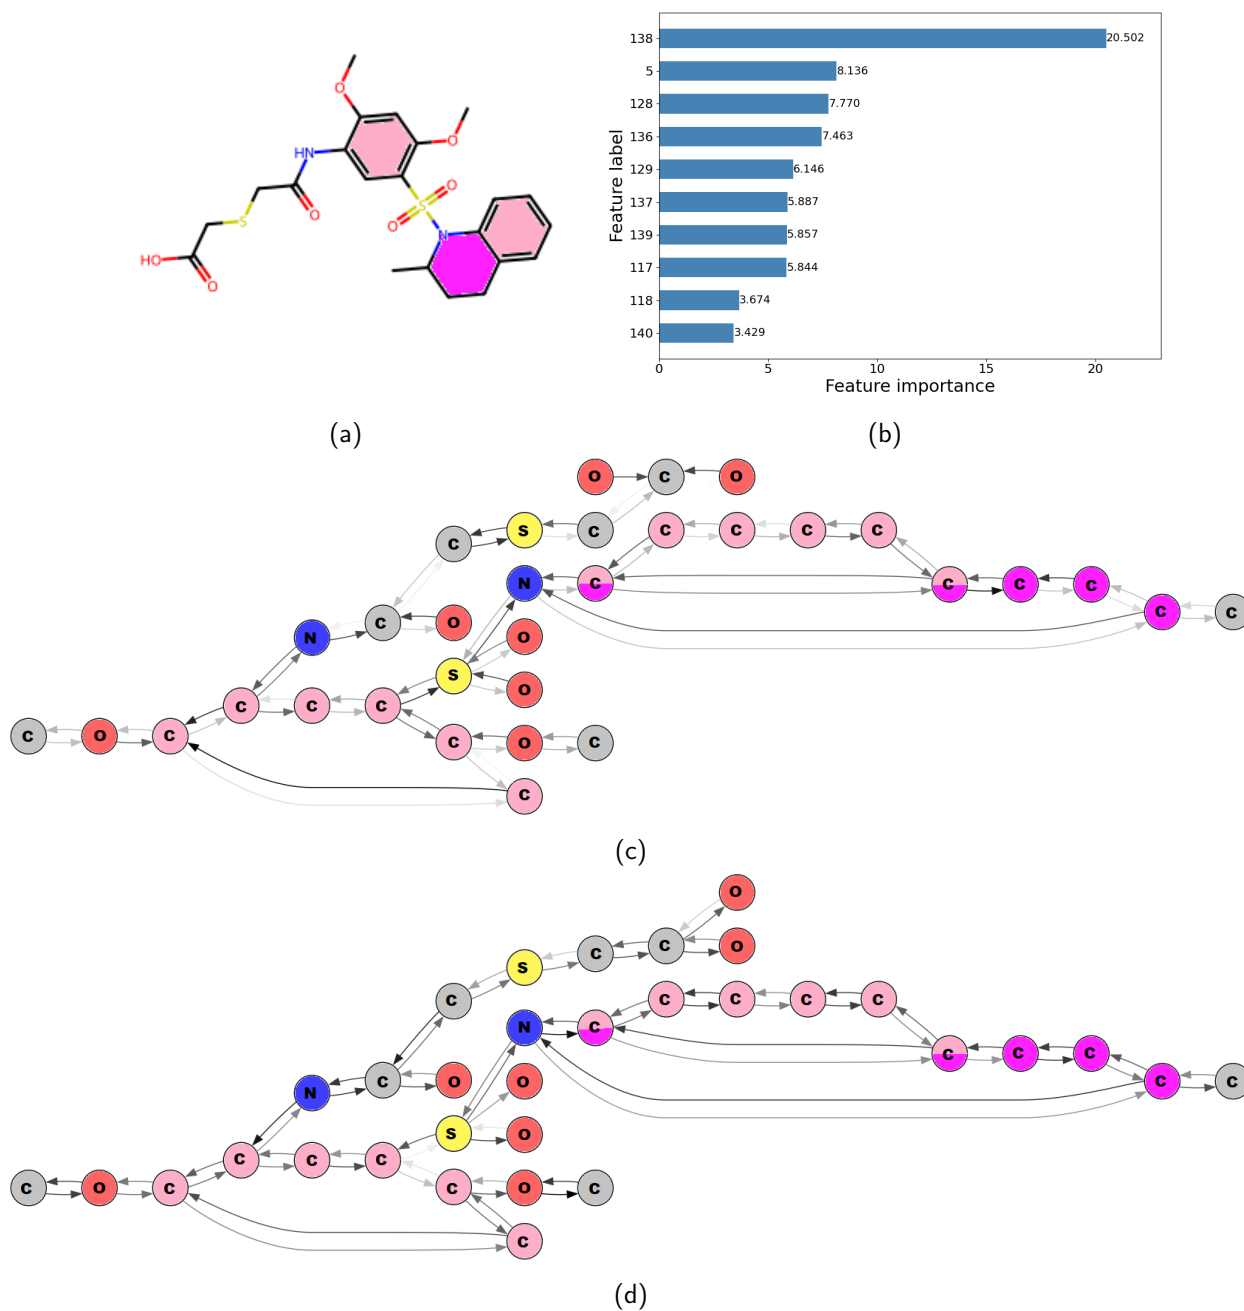 O
O
HN
O
S
O
S
O
N
HO
O
138
20.502
5
8.136
128
7.770
136
7.463
129
6.146
137
5.887
139
5.857
117
5.844
118
3.674
140
3.429
0 5 10 15 20
Feature importance
Feature label
(a) (b)
O C O
C S C C C C C
N C C C C
C C
N C O O
S
O
C C C
C O C C O C
C
(c)
O
S C C O
C C C C C
N C
C C C
C C
N C O O
S O
C C C
C O C C O C
C
(d)